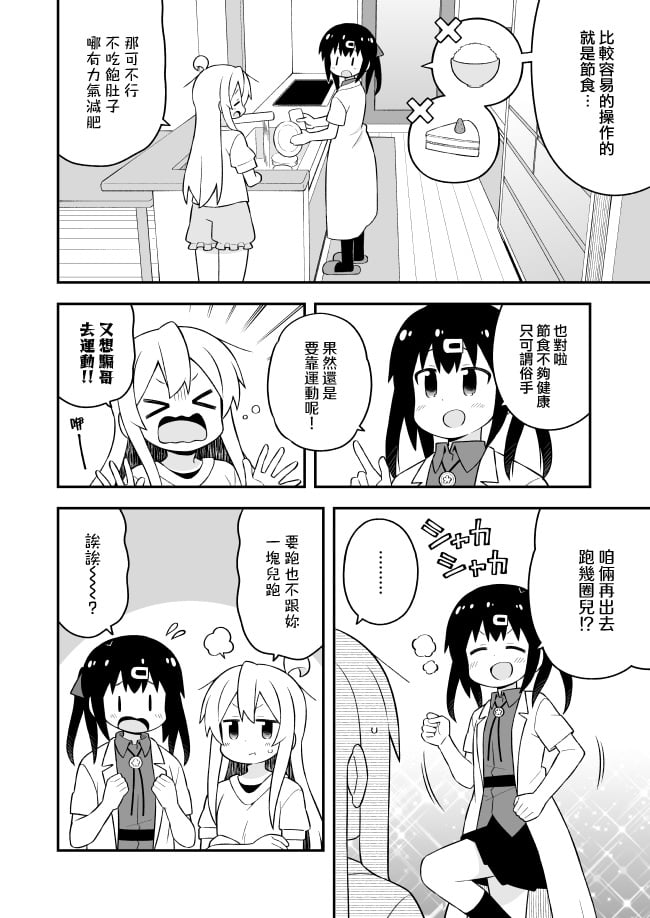 比較容易的操作的
就是節食…
那可不行
不吃飽肚子
哪有力氣減肥
也對啦
節食不夠健康
只可調俗手
果然還是
要靠運動呢！
又想騙哥
去運動!!
咿—
咱倆再出去
跑幾圈兒!?
シャカ
シャカ
………
要跑也不跟妳
一塊兒跑
誒誒～～？